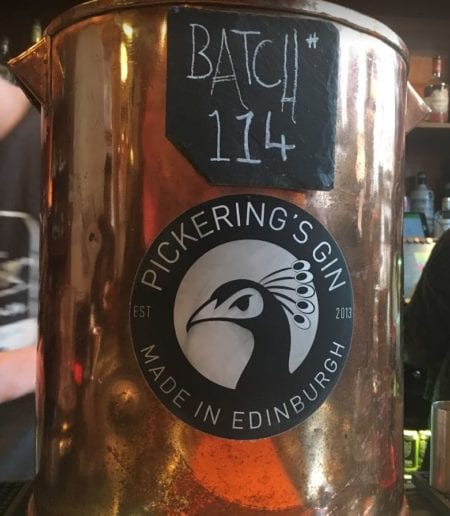 BATCH#
114
PICKERING'S GIN
EST 2013
MADE IN EDINBURGH